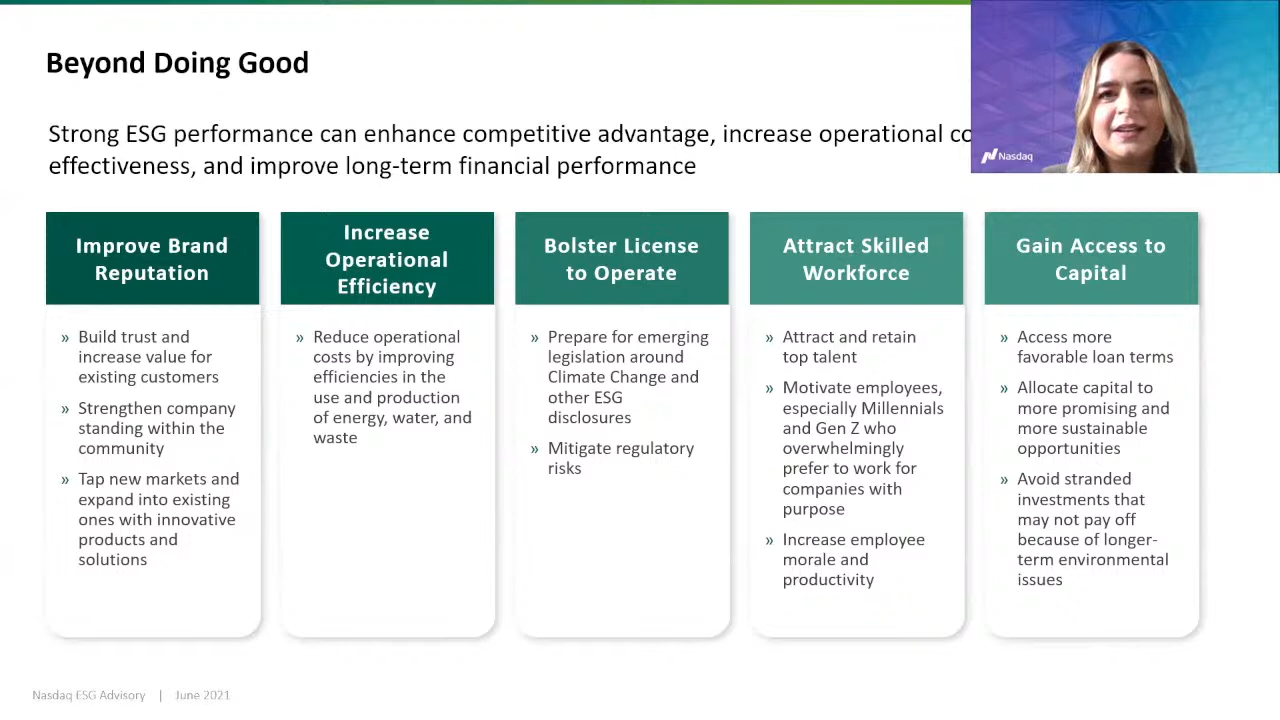 Beyond Doing Good
Strong ESG performance can enhance competitive advantage, increase operational
effectiveness, and improve long-term financial performance
Nasdaq
Improve Brand
Reputation
» Build trust and
increase value for
existing customers
» Strengthen company
standing within the
community
» Tap new markets and
expand into existing
ones with innovative
products and
solutions
Increase
Operational
Efficiency
» Reduce operational
costs by improving
efficiencies in the
use and production
of energy, water, and
waste
Bolster License
to Operate
» Prepare for emerging
legislation around
Climate Change and
other ESG
disclosures
» Mitigate regulatory
risks
Attract Skilled
Workforce
» Attract and retain
top talent
» Motivate employees,
especially Millennials
and Gen Z who
overwhelmingly
prefer to work for
companies with
purpose
» Increase employee
morale and
productivity
Gain Access to
Capital
» Access more
favorable loan terms
» Allocate capital to
more promising and
more sustainable
opportunities
» Avoid stranded
investments that
may not pay off
because of longer-
term environmental
issues
Nasdaq ESG Advisory | June 2021